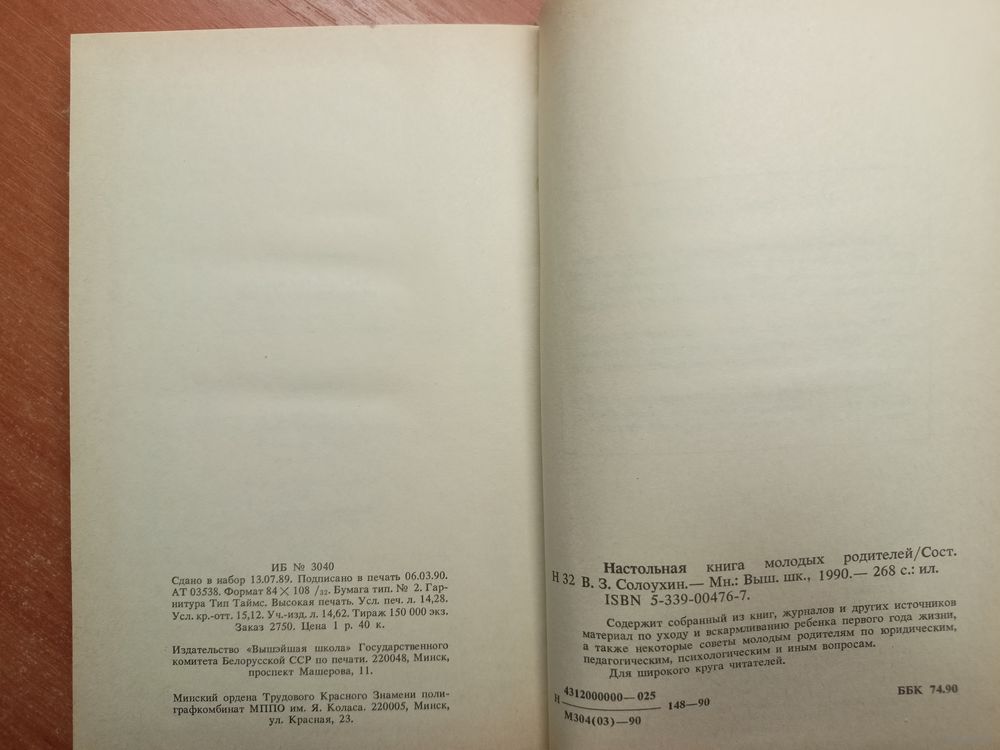 ИБ № 3040
Сдано в набор 13.07.89. Подписано в печать 06.03.90.
АТ 03538. Формат 84 × 108 /32. Бумага тип. № 2. Гар-
нитура Тип Таймс. Высокая печать. Усл. печ. л. 14,28.
Усл. кр.-отт. 15,12. Уч.-изд. л. 14,62. Тираж 150 000 экз.
Заказ 2750. Цена 1 р. 40 к.
Издательство «Вышэйшая школа» Государственного
комитета Белорусской ССР по печати. 220048, Минск,
проспект Машерова, 11.
Минский ордена Трудового Красного Знамени поли-
графкомбинат МППО им. Я. Коласа. 220005, Минск,
ул. Красная, 23.
Настольная книга молодых родителей/Сост.
Н 32 В. З. Солоухин.— Мн.: Выш. шк., 1990.— 268 с.: ил.
ISBN 5-339-00476-7.
Содержит собранный из книг, журналов и других источников
материал по уходу и вскармливанию ребенка первого года жизни,
а также некоторые советы молодым родителям по юридическим,
педагогическим, психологическим и иным вопросам.
Для широкого круга читателей.
Н 4312000000—025 148—90
М304(03)—90
ББК 74.90